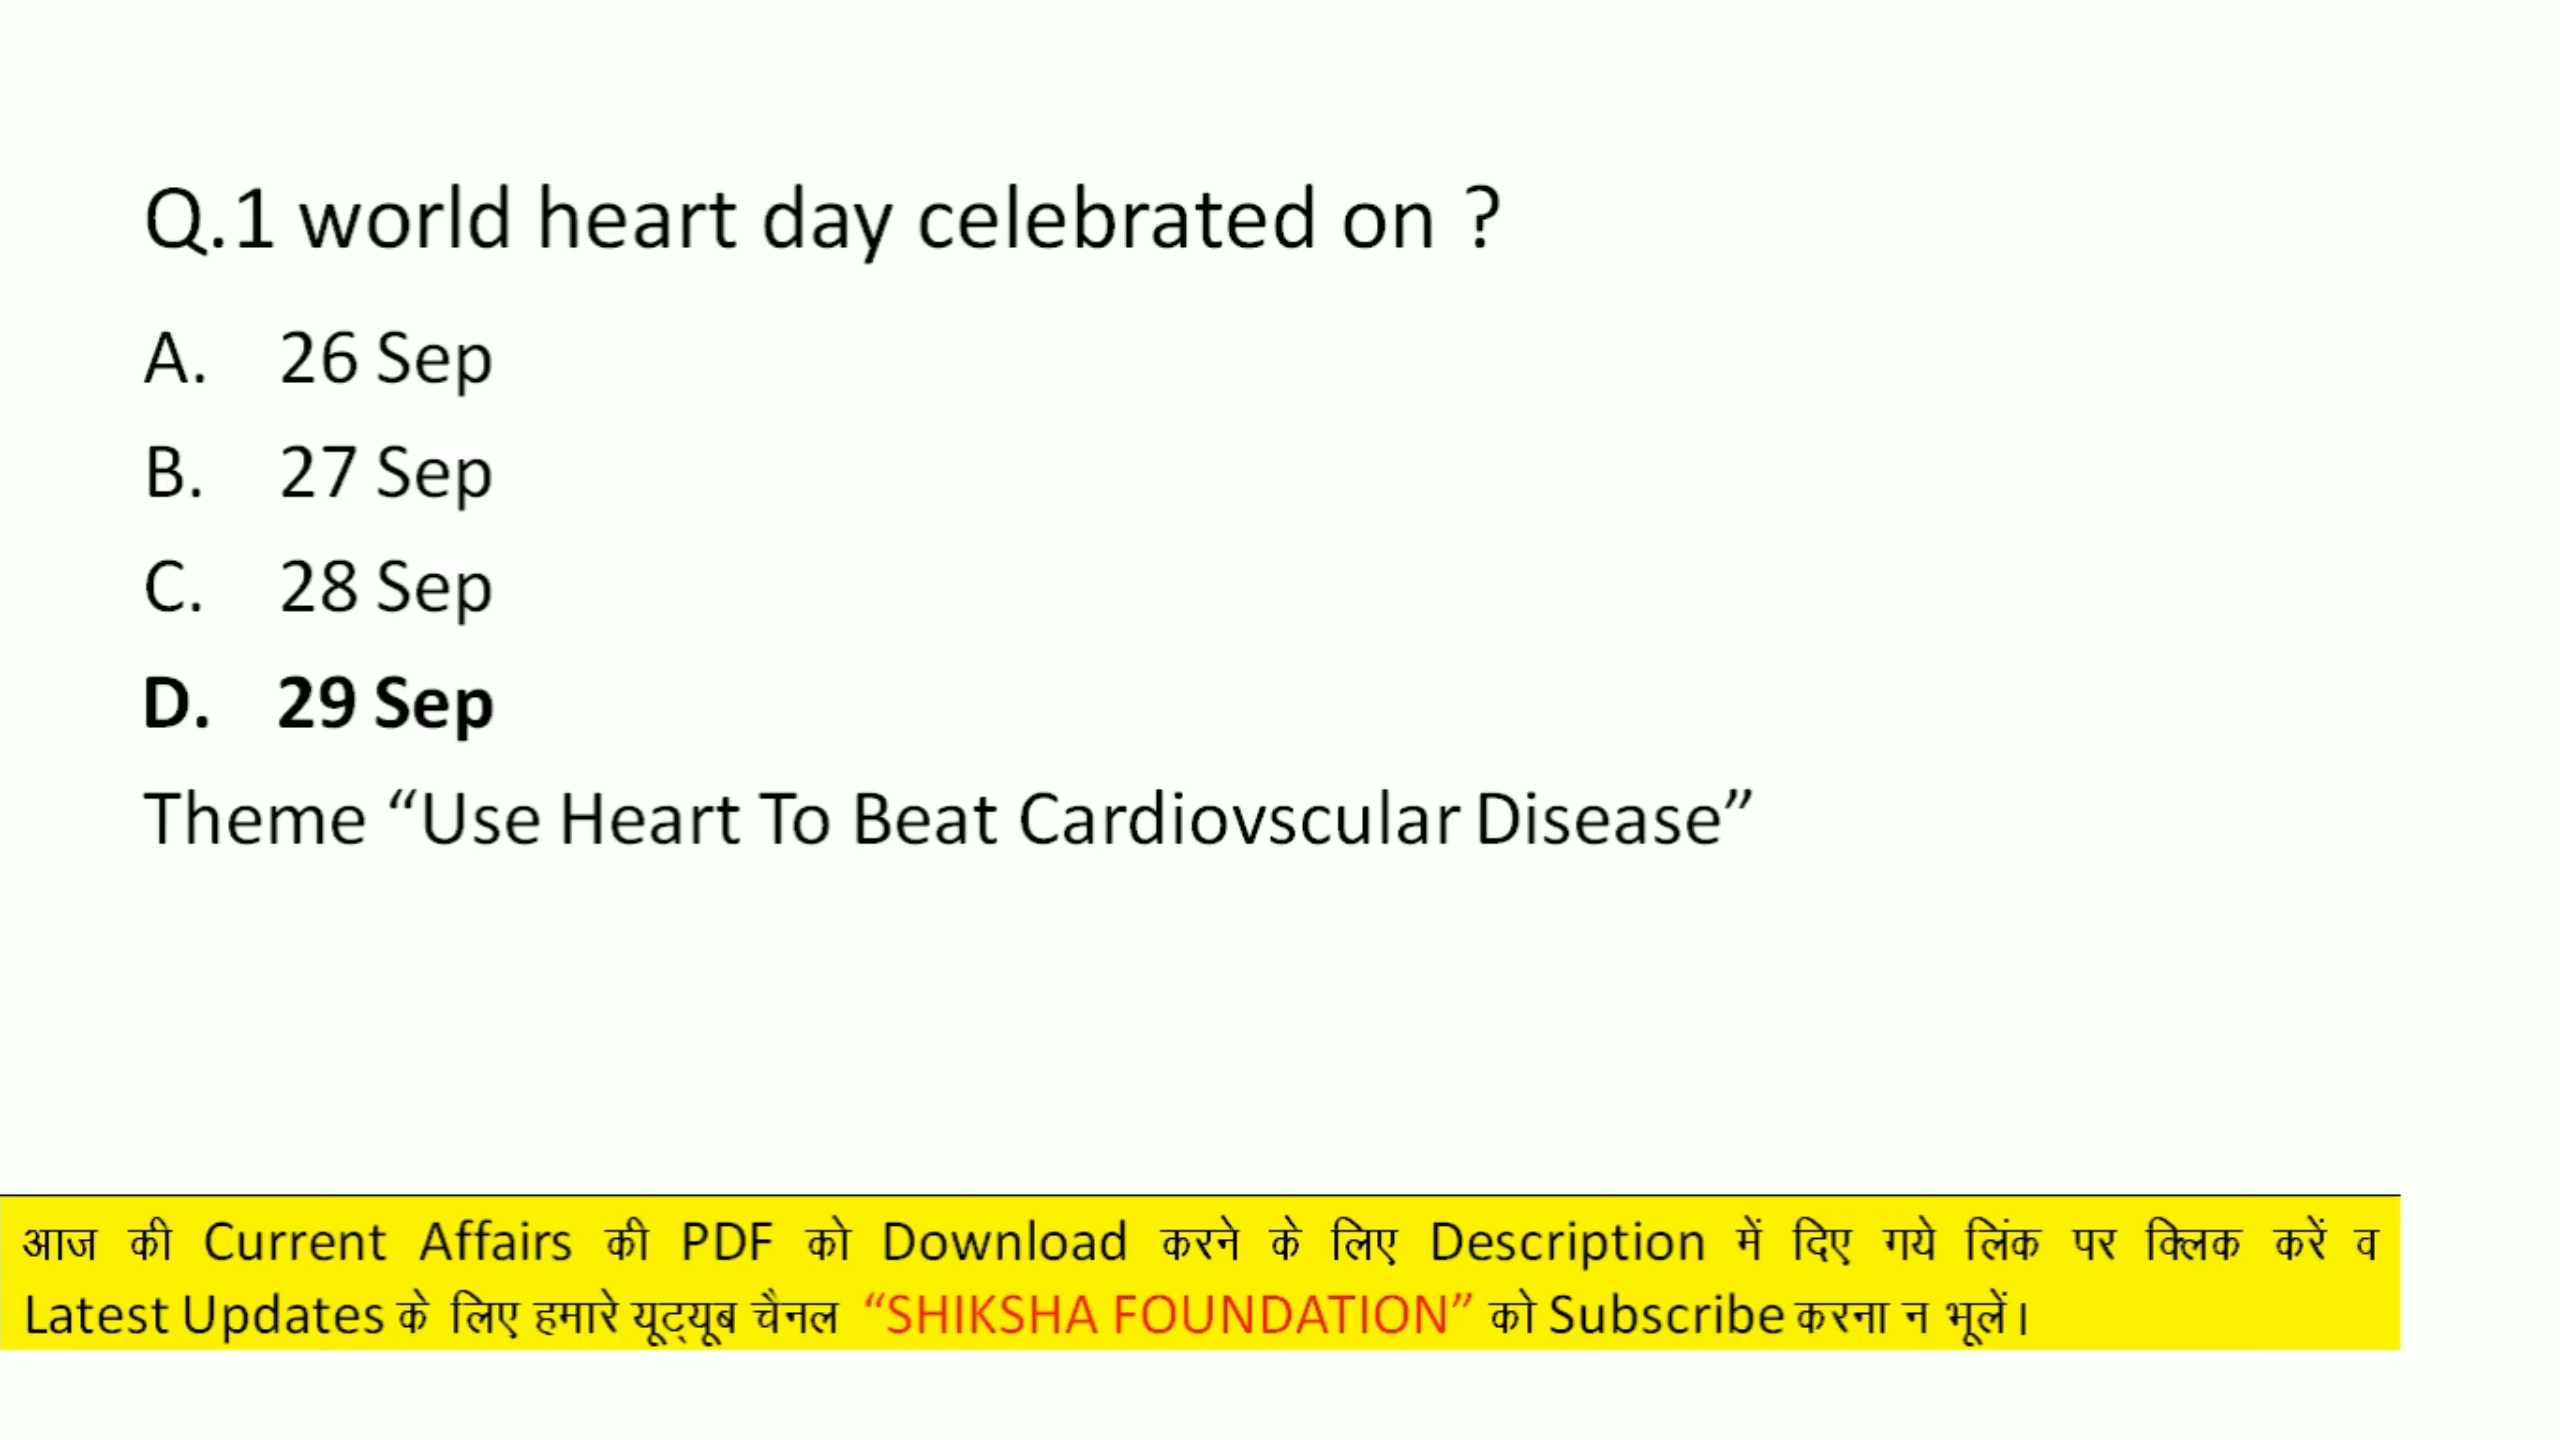 Q.1 world heart day celebrated on ?
A. 26 Sep
B. 27 Sep
C. 28 Sep
D. 29 Sep
Theme “Use Heart To Beat Cardiovscular Disease”
आज की Current Affairs की PDF को Download करने के लिए Description में दिए गये लिंक पर क्लिक करें व
Latest Updates के लिए हमारे यूट्यूब चैनल “SHIKSHA FOUNDATION” को Subscribe करना न भूलें।